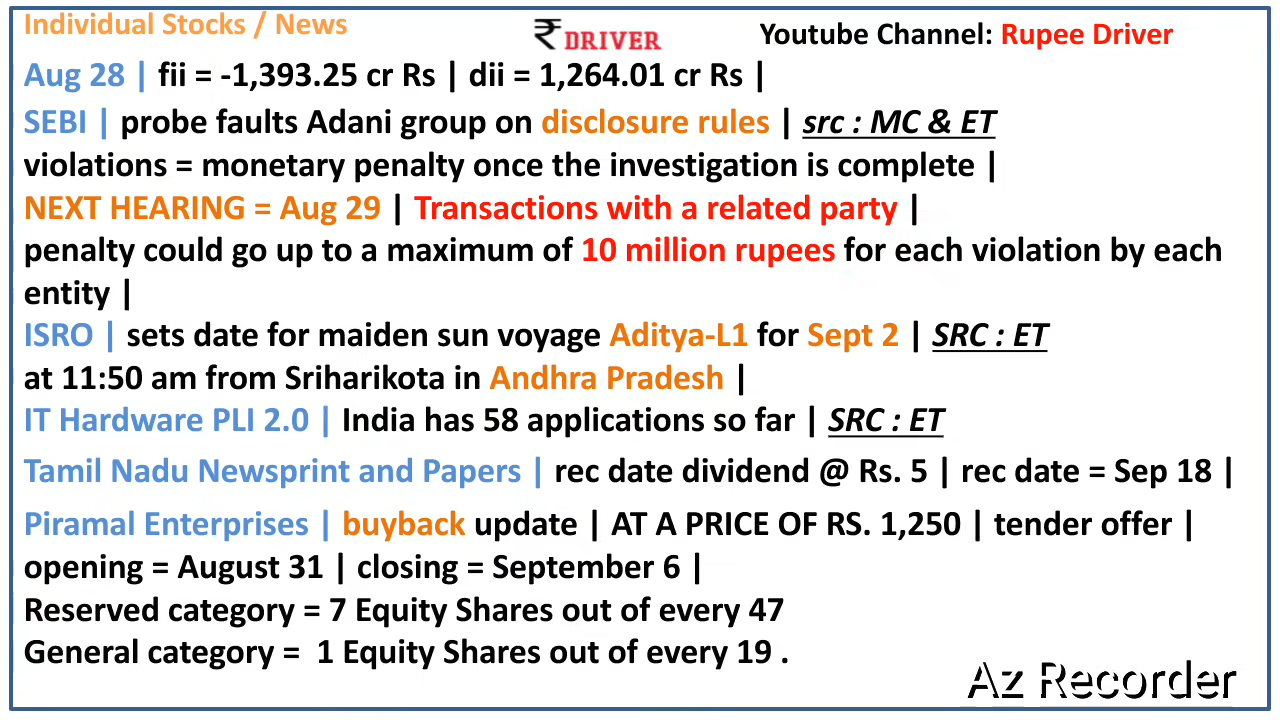 Individual Stocks / News
₹ DRIVER
Youtube Channel: Rupee Driver
Aug 28 | fii = -1,393.25 cr Rs | dii = 1,264.01 cr Rs |
SEBI | probe faults Adani group on disclosure rules | src : MC & ET
violations = monetary penalty once the investigation is complete |
NEXT HEARING = Aug 29 | Transactions with a related party |
penalty could go up to a maximum of 10 million rupees for each violation by each
entity |
ISRO | sets date for maiden sun voyage Aditya-L1 for Sept 2 | SRC : ET
at 11:50 am from Sriharikota in Andhra Pradesh |
IT Hardware PLI 2.0 | India has 58 applications so far | SRC : ET
Tamil Nadu Newsprint and Papers | rec date dividend @ Rs. 5 | rec date = Sep 18 |
Piramal Enterprises | buyback update | AT A PRICE OF RS. 1,250 | tender offer |
opening = August 31 | closing = September 6 |
Reserved category = 7 Equity Shares out of every 47
General category = 1 Equity Shares out of every 19 .
Az Recorder